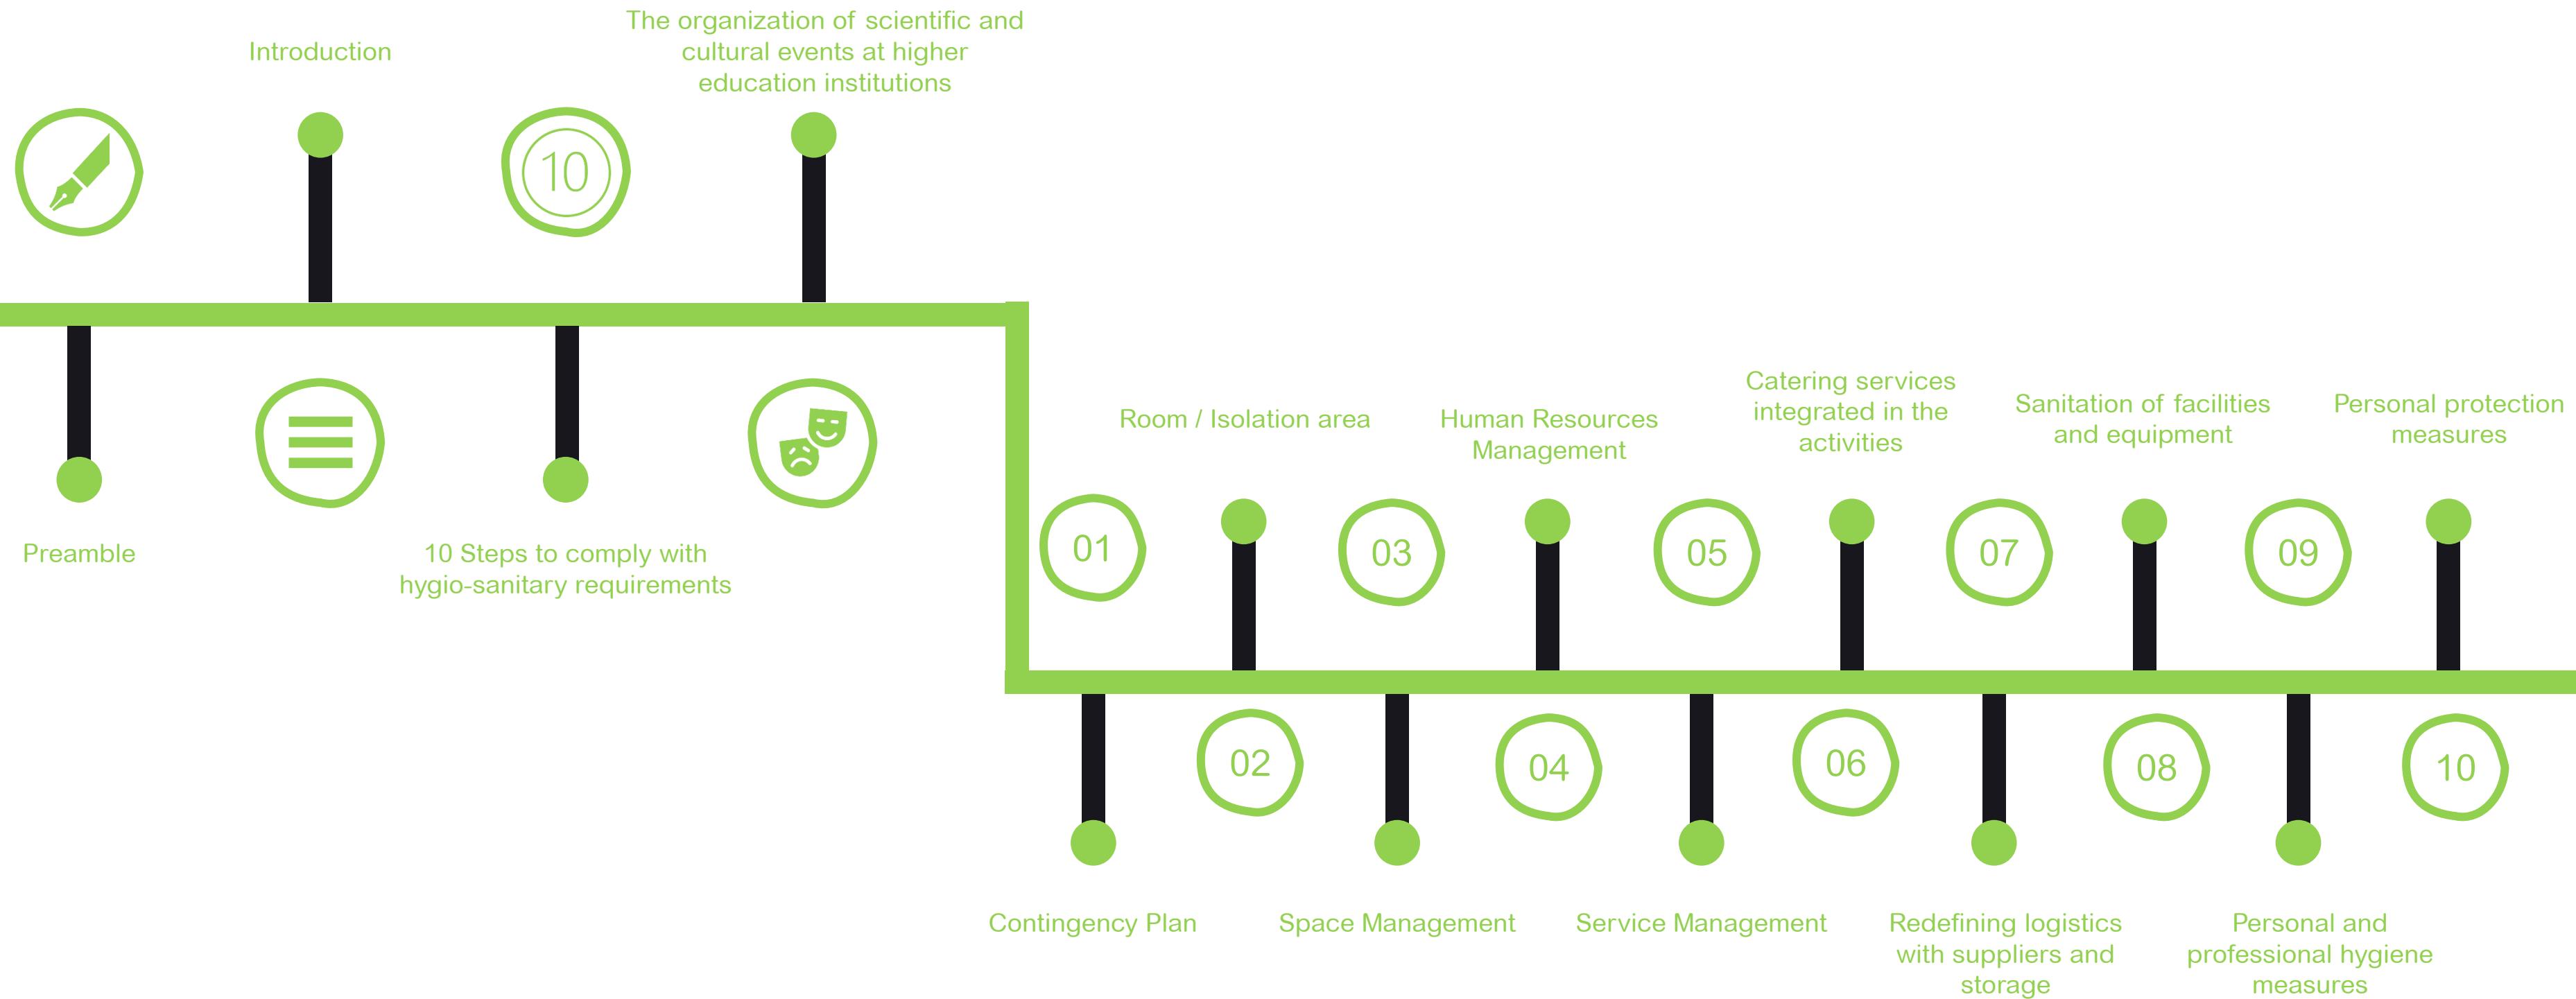 Introduction
The organization of scientific and
cultural events at higher
education institutions
10
Preamble
10 Steps to comply with
hygio-sanitary requirements
Room / Isolation area
Human Resources
Management
Catering services
integrated in the
activities
Sanitation of facilities
and equipment
Personal protection
measures
01
03
05
07
09
02
04
06
08
10
Contingency Plan
Space Management
Service Management
Redefining logistics
with suppliers and
storage
Personal and
professional hygiene
measures